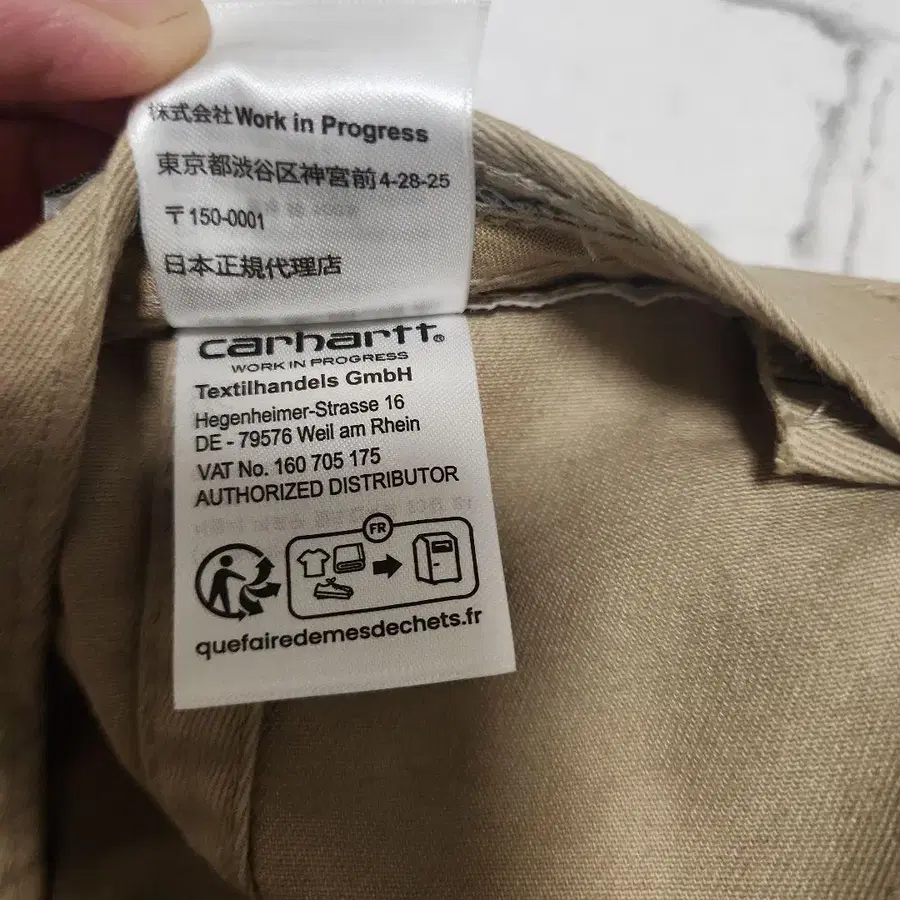 株式会社Work in Progress
東京都渋谷区神宮前4-28-25
〒150-0001
日本正規代理店
carhartt®
WORK IN PROGRESS
Textilhandels GmbH
Hegenheimer-Strasse 16
DE - 79576 Weil am Rhein
VAT No. 160 705 175
AUTHORIZED DISTRIBUTOR
FR
quefairedemesdechets.fr